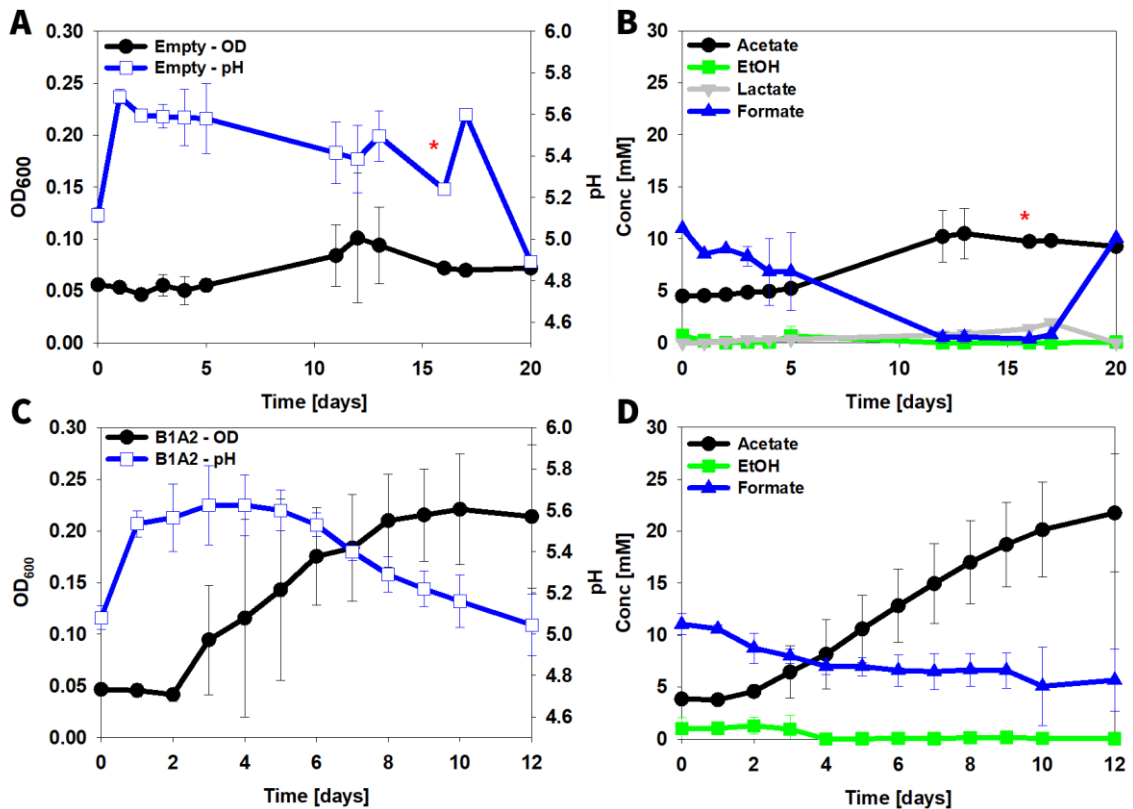 A
0.30
0.25
0.20
0.15
0.10
0.05
0.00
OD600
Empty - OD
Empty - pH
*
6.0
5.8
5.6
5.4
5.2
5.0
4.8
4.6
pH
0 5 10 15 20
Time [days]
B
30
25
20
15
10
5
0
Conc [mM]
Acetate
EtOH
Lactate
Formate
*
0 5 10 15 20
Time [days]
C
0.30
0.25
0.20
0.15
0.10
0.05
0.00
OD600
B1A2 - OD
B1A2 - pH
6.0
5.8
5.6
5.4
5.2
5.0
4.8
4.6
pH
0 2 4 6 8 10 12
Time [days]
D
30
25
20
15
10
5
0
Conc [mM]
Acetate
EtOH
Formate
0 2 4 6 8 10 12
Time [days]